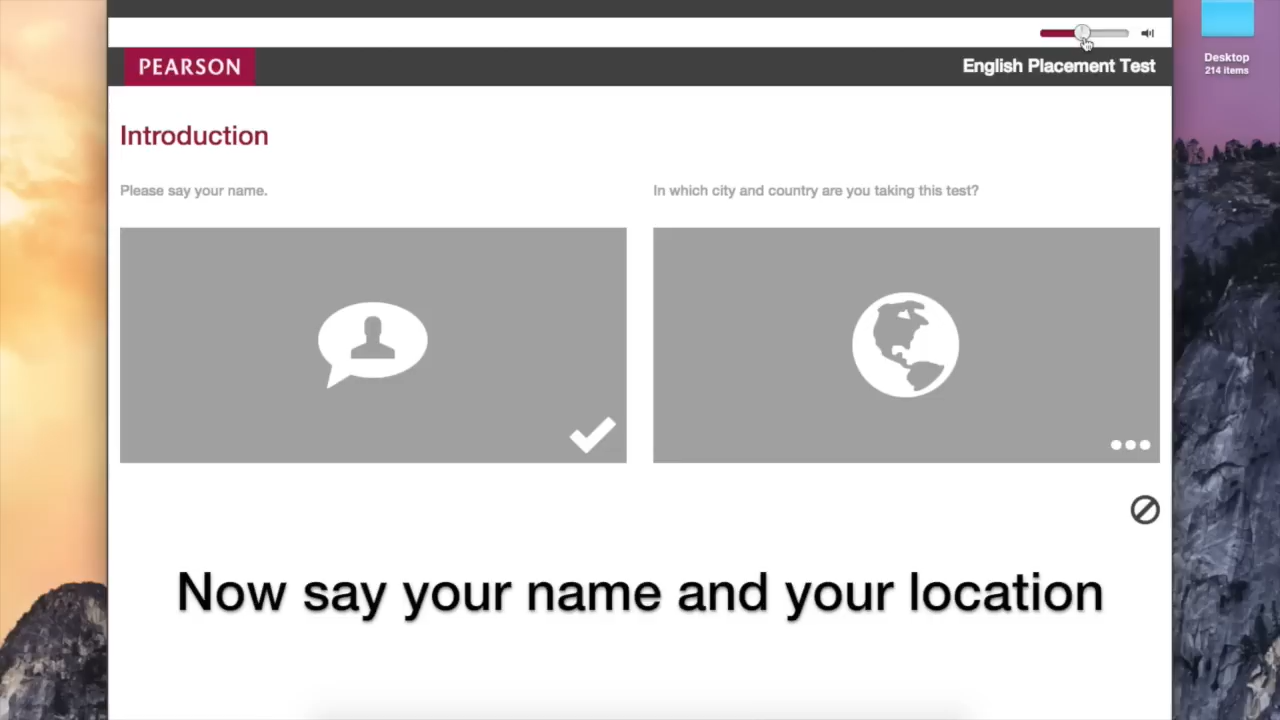 PEARSON
English Placement Test
Desktop
214 items
Introduction
Please say your name.
In which city and country are you taking this test?
Now say your name and your location